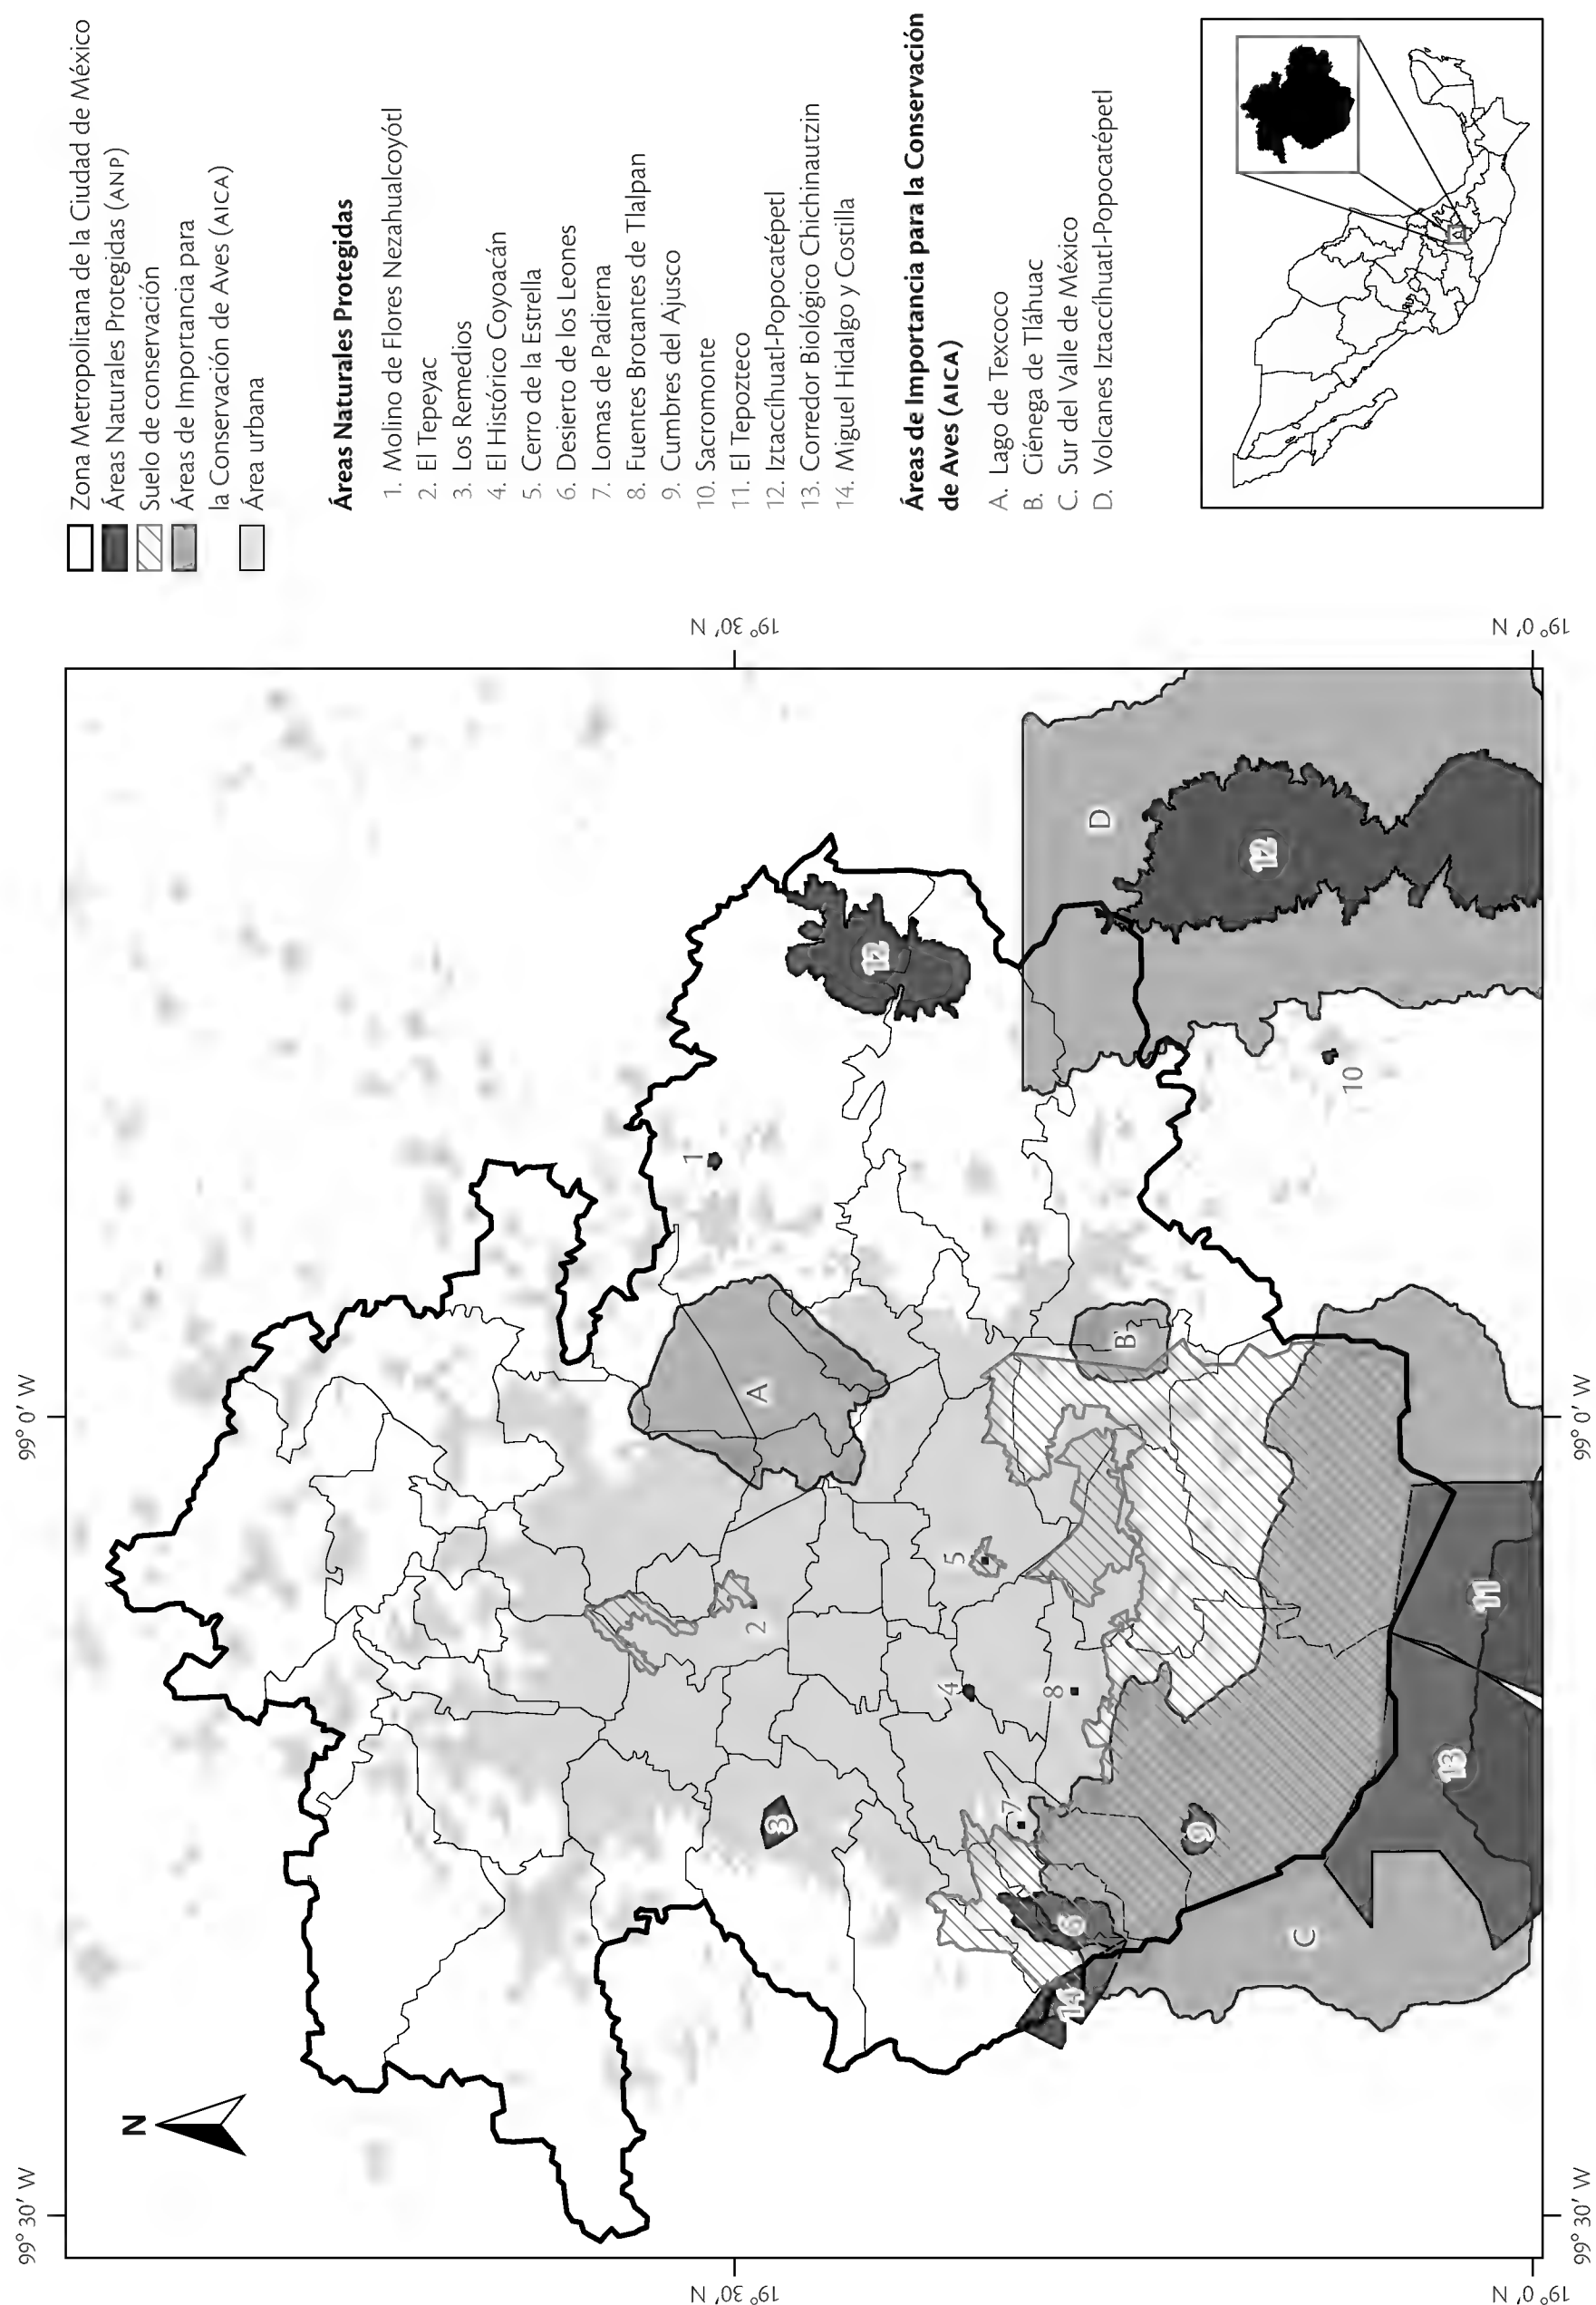 Zona Metropolitana de la Ciudad de México
Áreas Naturales Protegidas (ANP)
Suelo de conservación
Áreas de Importancia para
la Conservación de Aves (AICA)
Área urbana
Áreas Naturales Protegidas
1. Molino de Flores Nezahualcoyótl
2. El Tepeyac
3. Los Remedios
4. El Histórico Coyoacán
5. Cerro de la Estrella
6. Desierto de los Leones
7. Lomas de Padierna
8. Fuentes Brotantes de Tlalpan
9. Cumbres del Ajusco
10. Sacromonte
11. El Tepozteco
12. Iztaccíhuatl-Popocatépetl
13. Corredor Biológico Chichinautzin
14. Miguel Hidalgo y Costilla
Áreas de Importancia para la Conservación
de Aves (AICA)
A. Lago de Texcoco
B. Ciénega de Tláhuac
C. Sur del Valle de México
D. Volcanes Iztaccíhuatl-Popocatépetl
99° 30' W
99° 0' W
N
19° 30' N
19° 30' N
19° 0' N
19° 0' N
1
A
2
3
12
4
5
7
8
6
14
B
D
9
12
10
C
13
11
99° 30' W
99° 0' W